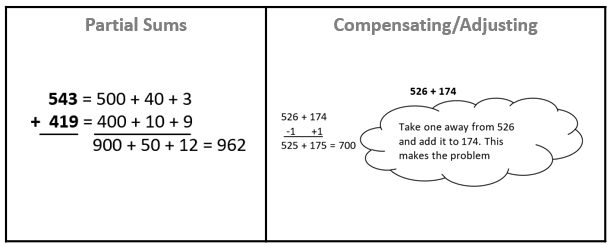 Partial Sums
543 = 500 + 40 + 3
+ 419 = 400 + 10 + 9
900 + 50 + 12 = 962
Compensating/Adjusting
526 + 174
526 + 174
-1 +1
525 + 175 = 700
Take one away from 526
and add it to 174. This
makes the problem